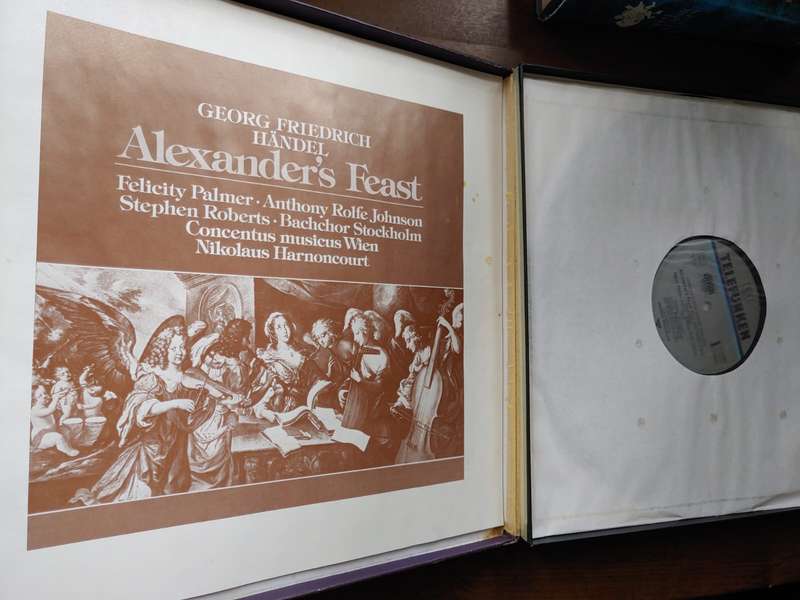 GEORG FRIEDRICH
HÄNDEL
Alexander's Feast
Felicity Palmer · Anthony Rolfe Johnson
Stephen Roberts · Bachchor Stockholm
Concentus musicus Wien
Nikolaus Harnoncourt
TELEFUNKEN